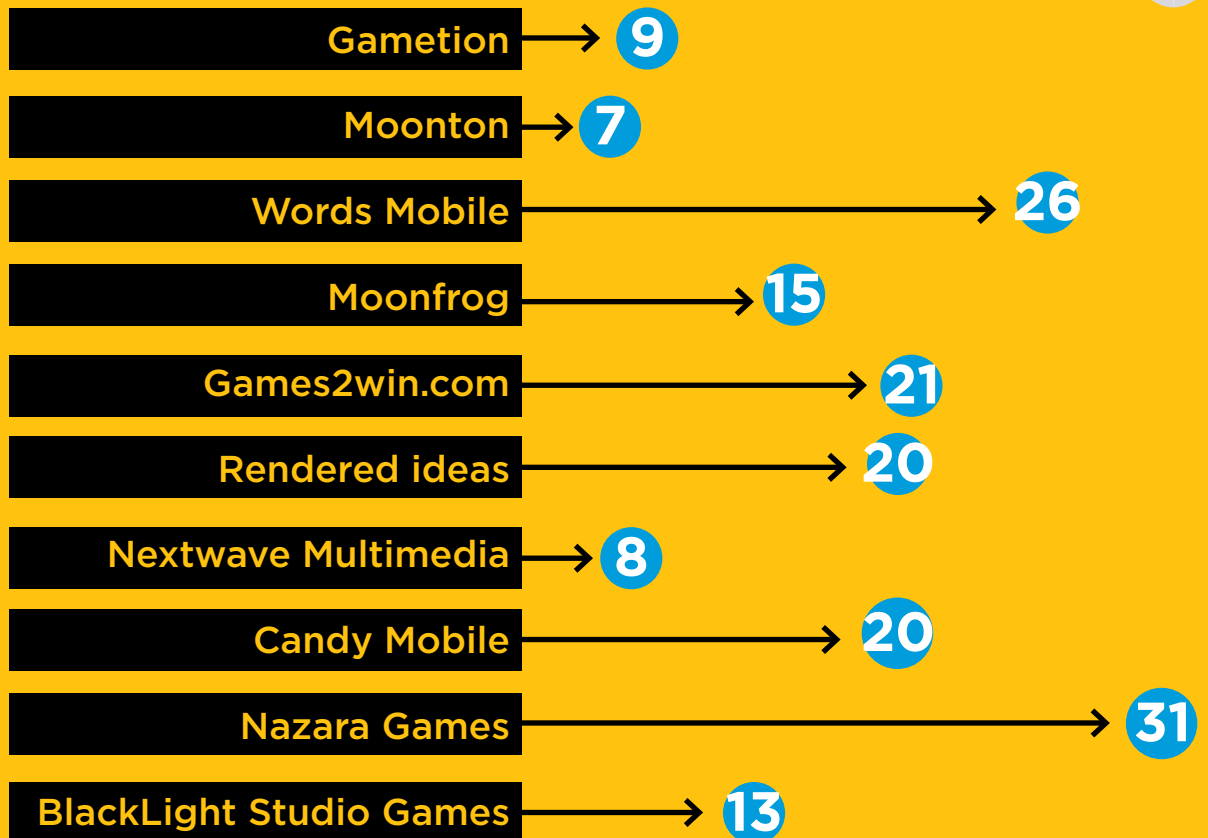 Gametion 9
Moonton 7
Words Mobile 26
Moonfrog 15
Games2win.com 21
Rendered ideas 20
Nextwave Multimedia 8
Candy Mobile 20
Nazara Games 31
BlackLight Studio Games 13